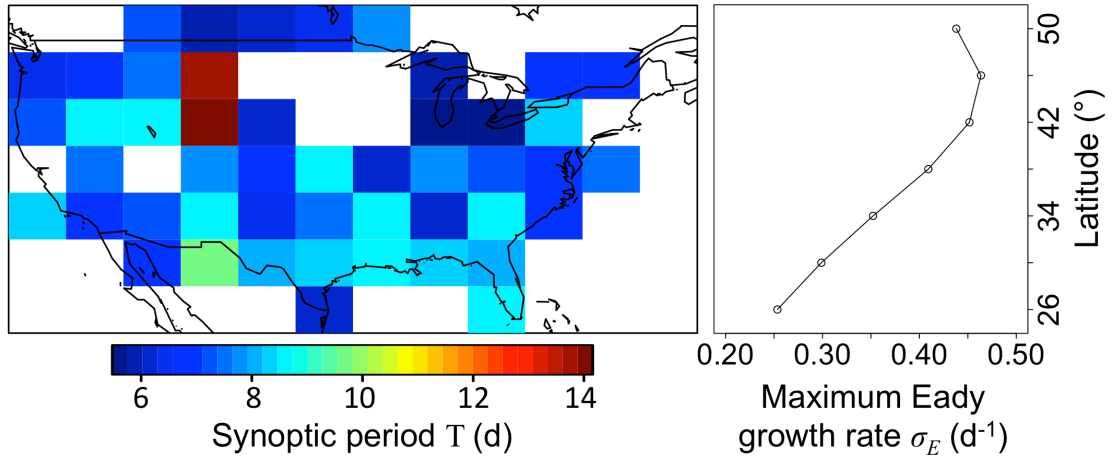 50
42
34
26
Latitude (°)
6 8 10 12 14
Synoptic period T (d)
0.20 0.30 0.40 0.50
Maximum Eady
growth rate σ_E (d⁻¹)